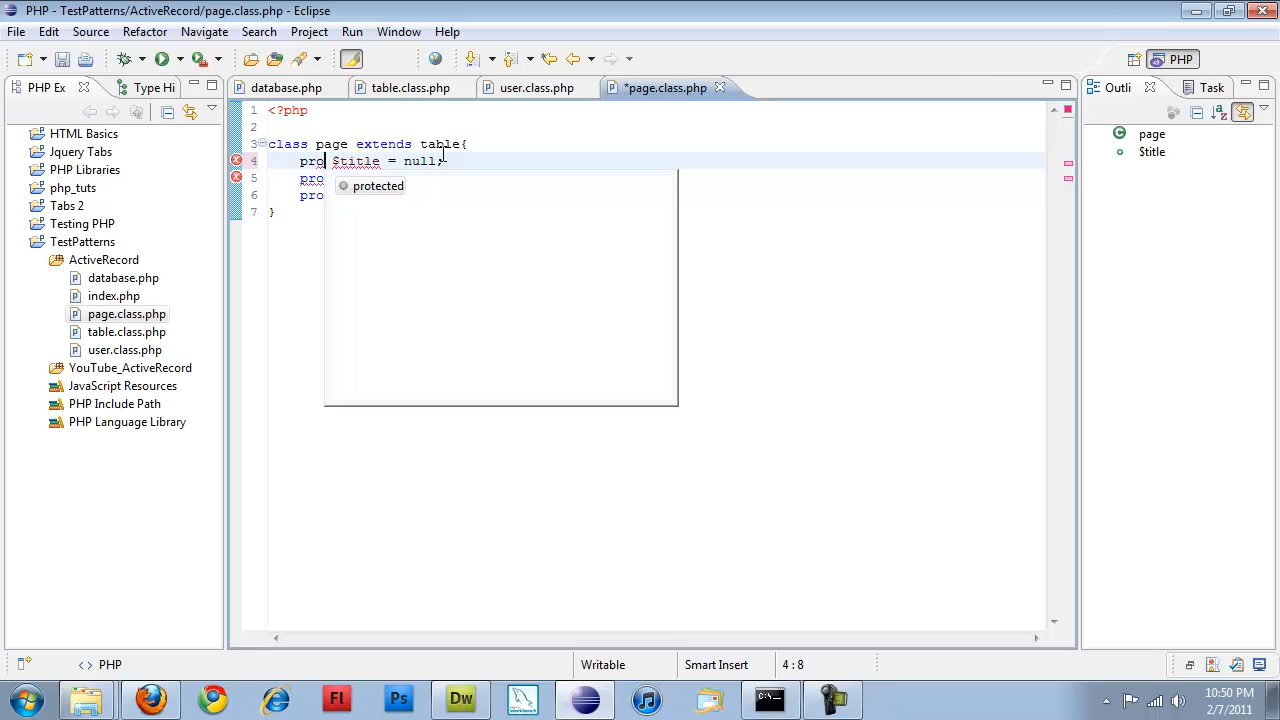 PHP - TestPatterns/ActiveRecord/page.class.php - Eclipse
File Edit Source Refactor Navigate Search Project Run Window Help
PHP
PHP Ex Type Hi
database.php table.class.php user.class.php *page.class.php
Outli Task
HTML Basics
Jquery Tabs
PHP Libraries
php_tuts
Tabs 2
Testing PHP
TestPatterns
ActiveRecord
database.php
index.php
page.class.php
table.class.php
user.class.php
YouTube_ActiveRecord
JavaScript Resources
PHP Include Path
PHP Language Library
1 <?php
2
3 class page extends table{
4 pro $title = null;
5 pro
6 pro
7 }
protected
page
$title
<> PHP Writable Smart Insert 4 : 8
Fl Ps Dw
10:50 PM
2/7/2011